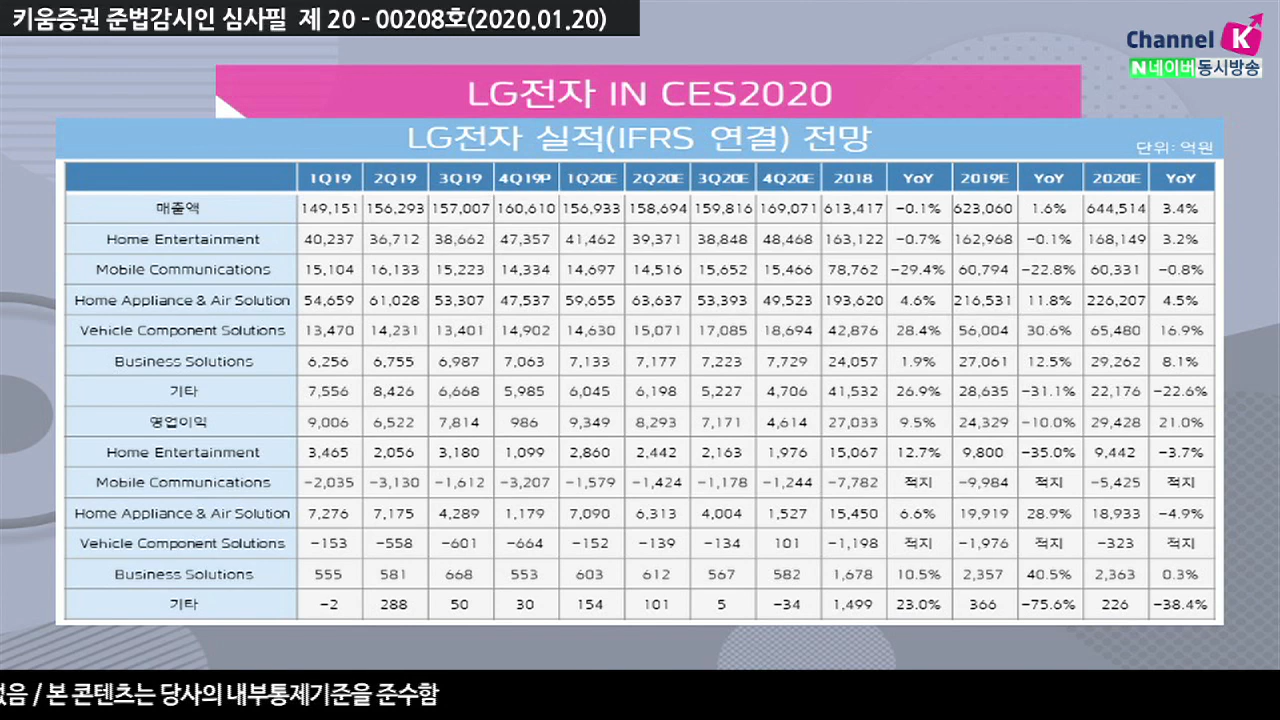 키움증권 준법감시인 심사필 제 20 - 00208호(2020.01.20)
Channel K
N 네이버 동시방송
LG전자 IN CES2020
LG전자 실적(IFRS 연결) 전망
단위: 억원
1Q19 2Q19 3Q19 4Q19P 1Q20E 2Q20E 3Q20E 4Q20E 2018 YoY 2019E YoY 2020E YoY
매출액 149,151 156,293 157,007 160,610 156,933 158,694 159,816 169,071 613,417 -0.1% 623,060 1.6% 644,514 3.4%
Home Entertainment 40,237 36,712 38,662 47,357 41,462 39,371 38,848 48,468 163,122 -0.7% 162,968 -0.1% 168,149 3.2%
Mobile Communications 15,104 16,133 15,223 14,334 14,697 14,516 15,652 15,466 78,762 -29.4% 60,794 -22.8% 60,331 -0.8%
Home Appliance & Air Solution 54,659 61,028 53,307 47,537 59,655 63,637 53,393 49,523 193,620 4.6% 216,531 11.8% 226,207 4.5%
Vehicle Component Solutions 13,470 14,231 13,401 14,902 14,630 15,071 17,085 18,694 42,876 28.4% 56,004 30.6% 65,480 16.9%
Business Solutions 6,256 6,755 6,987 7,063 7,133 7,177 7,223 7,729 24,057 1.9% 27,061 12.5% 29,262 8.1%
기타 7,556 8,426 6,668 5,985 6,045 6,198 5,227 4,706 41,532 26.9% 28,635 -31.1% 22,176 -22.6%
영업이익 9,006 6,522 7,814 986 9,349 8,293 7,171 4,614 27,033 9.5% 24,329 -10.0% 29,428 21.0%
Home Entertainment 3,465 2,056 3,180 1,099 2,860 2,442 2,163 1,976 15,067 12.7% 9,800 -35.0% 9,442 -3.7%
Mobile Communications -2,035 -3,130 -1,612 -3,207 -1,579 -1,424 -1,178 -1,244 -7,782 적지 -9,984 적지 -5,425 적지
Home Appliance & Air Solution 7,276 7,175 4,289 1,179 7,090 6,313 4,004 1,527 15,450 6.6% 19,919 28.9% 18,933 -4.9%
Vehicle Component Solutions -153 -558 -601 -664 -152 -139 -134 101 -1,198 적지 -1,976 적지 -323 적지
Business Solutions 555 581 668 553 603 612 567 582 1,678 10.5% 2,357 40.5% 2,363 0.3%
기타 -2 288 50 30 154 101 5 -34 1,499 23.0% 366 -75.6% 226 -38.4%
없음 / 본 콘텐츠는 당사의 내부통제기준을 준수함